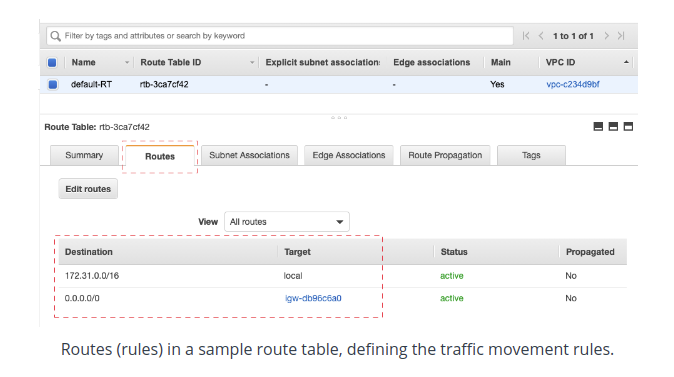 Filter by tags and attributes or search by keyword
1 to 1 of 1
Name Route Table ID Explicit subnet association: Edge associations Main VPC ID
default-RT rtb-3ca7cf42 - - Yes vpc-c234d9bf
Route Table: rtb-3ca7cf42
Summary Routes Subnet Associations Edge Associations Route Propagation Tags
Edit routes
View All routes
Destination Target Status Propagated
172.31.0.0/16 local active No
0.0.0.0/0 igw-db96c6a0 active No
Routes (rules) in a sample route table, defining the traffic movement rules.